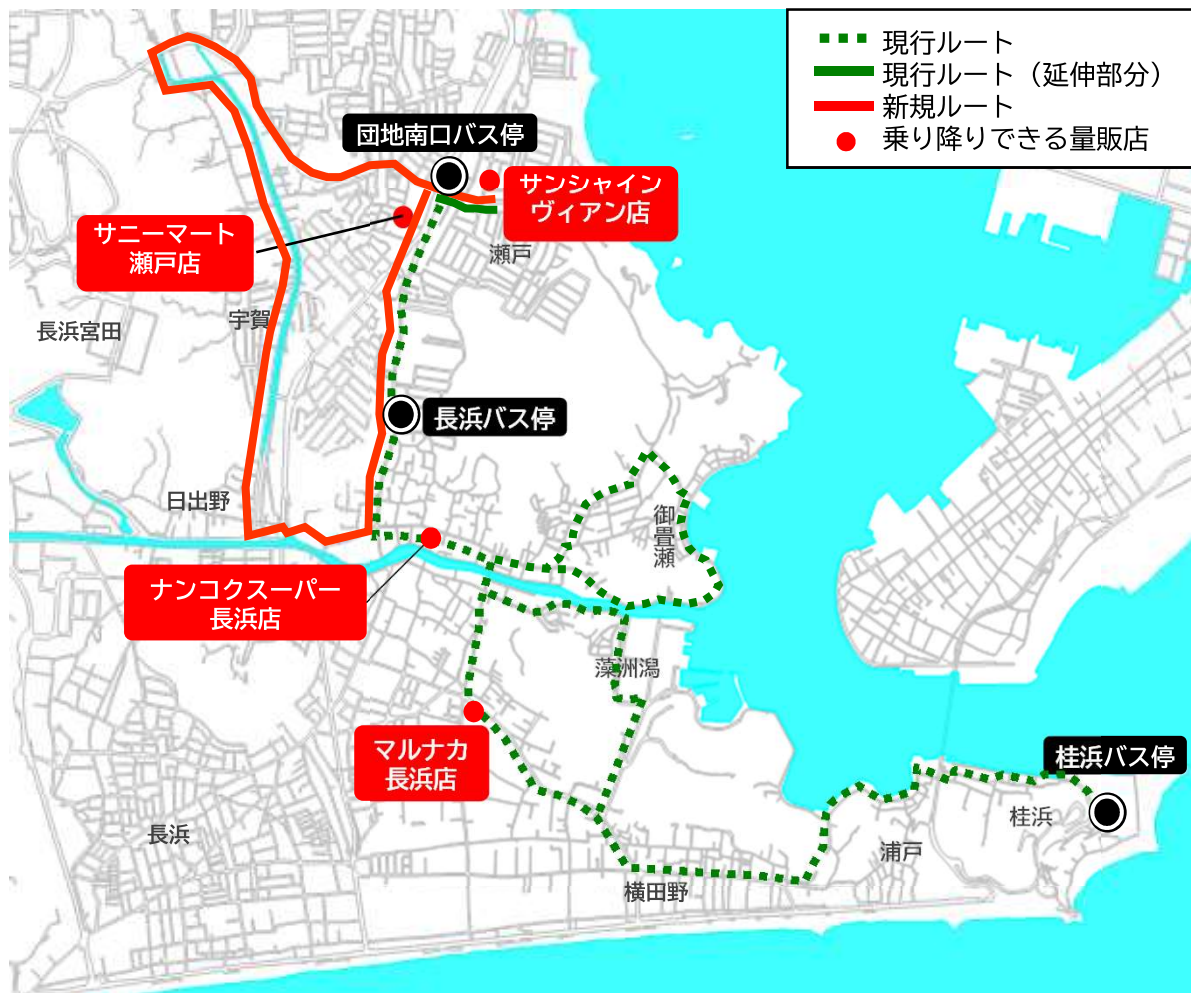 現行ルート
現行ルート（延伸部分）
新規ルート
乗り降りできる量販店
団地南口バス停
サンシャイン
ヴィアン店
サニーマート
瀬戸店
瀬戸
宇賀
長浜宮田
長浜バス停
日出野
御畳瀬
ナンコクスーパー
長浜店
藻洲潟
マルナカ
長浜店
桂浜バス停
桂浜
長浜
浦戸
横田野